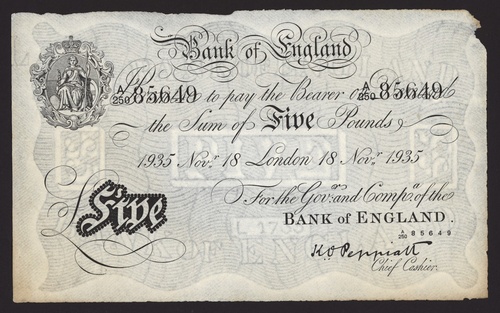 Bank of England
A/250 85649 A/250 85649
I Promise to pay the Bearer on Demand
the Sum of Five Pounds
1935 Novr. 18 London 18 Novr. 1935
For the Govr. and Compa. of the
BANK of ENGLAND.
£Five
A/250 85649
K O Peppiatt
Chief Cashier.